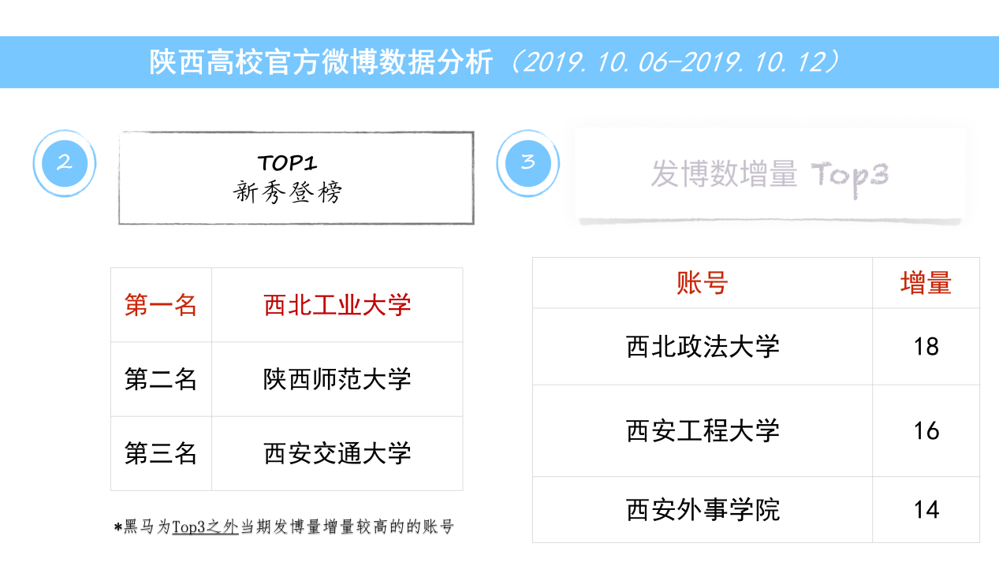 陕西高校官方微博数据分析（2019.10.06-2019.10.12）
2
TOP1
新秀登榜
第一名 西北工业大学
第二名 陕西师范大学
第三名 西安交通大学
*黑马为Top3之外当期发博量增量较高的的账号
3
发博数增量 Top3
账号 增量
西北政法大学 18
西安工程大学 16
西安外事学院 14